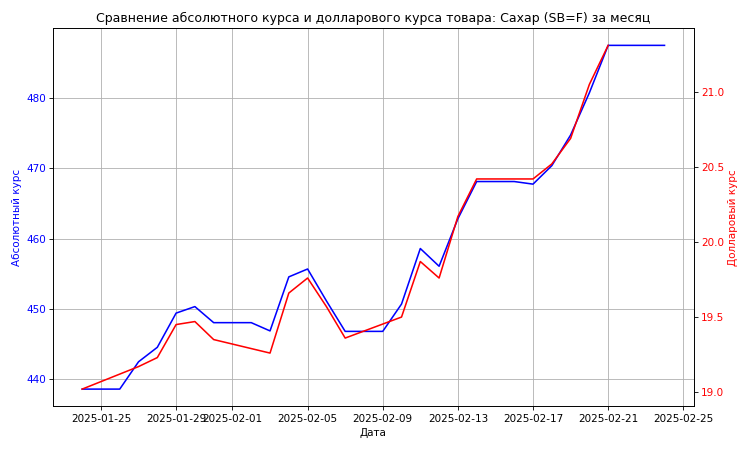 Сравнение абсолютного курса и долларового курса товара: Сахар (SB=F) за месяц
Абсолютный курс
480
470
460
450
440
21.0
20.5
20.0
19.5
19.0
Долларовый курс
2025-01-25 2025-01-29 2025-02-01 2025-02-05 2025-02-09 2025-02-13 2025-02-17 2025-02-21 2025-02-25
Дата